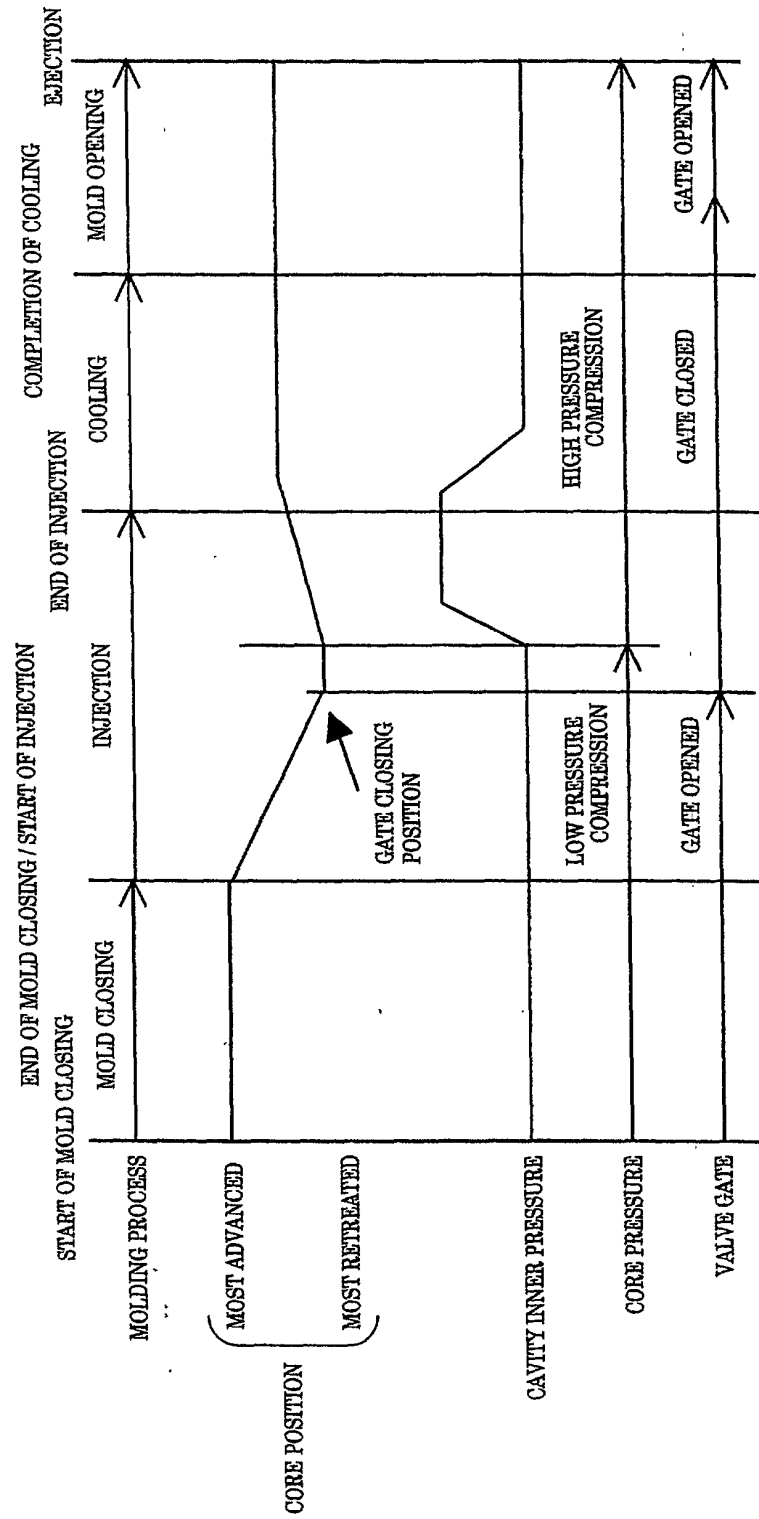 START OF MOLD CLOSING
END OF MOLD CLOSING / START OF INJECTION
END OF INJECTION
COMPLETION OF COOLING
EJECTION
MOLDING PROCESS
MOLD CLOSING
INJECTION
COOLING
MOLD OPENING
CORE POSITION
MOST ADVANCED
MOST RETREATED
GATE CLOSING
POSITION
CAVITY INNER PRESSURE
CORE PRESSURE
LOW PRESSURE
COMPRESSION
HIGH PRESSURE
COMPRESSION
VALVE GATE
GATE OPENED
GATE CLOSED
GATE OPENED